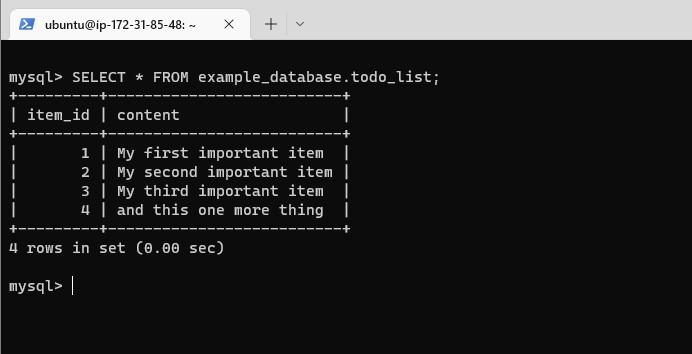 ubuntu@ip-172-31-85-48: ~
mysql> SELECT * FROM example_database.todo_list;
+---------+--------------------------+
| item_id | content                  |
+---------+--------------------------+
|       1 | My first important item  |
|       2 | My second important item |
|       3 | My third important item  |
|       4 | and this one more thing  |
+---------+--------------------------+
4 rows in set (0.00 sec)
mysql>